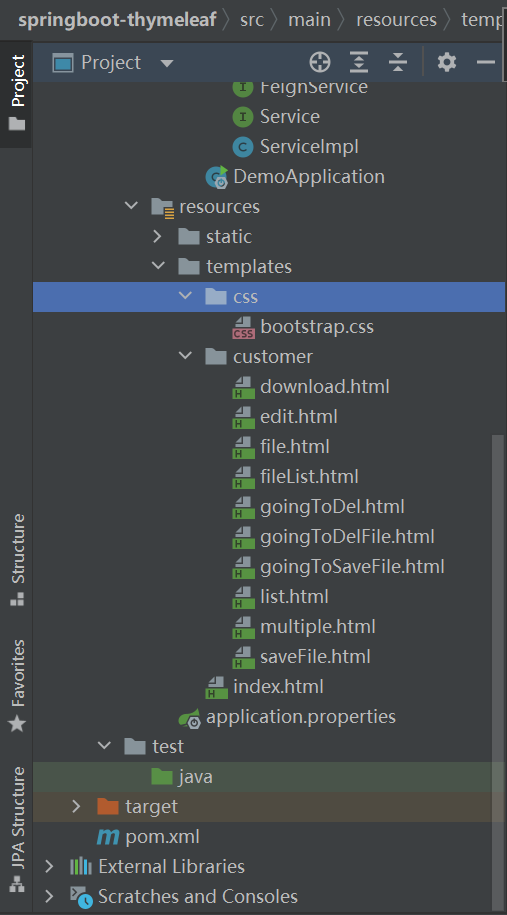 springboot-thymeleaf / src / main / resources / temp
Project
Project
FeignService
Service
ServiceImpl
DemoApplication
resources
static
templates
css
bootstrap.css
customer
download.html
edit.html
file.html
fileList.html
goingToDel.html
goingToDelFile.html
goingToSaveFile.html
list.html
multiple.html
saveFile.html
index.html
application.properties
test
java
target
pom.xml
External Libraries
Scratches and Consoles
Structure
Favorites
JPA Structure